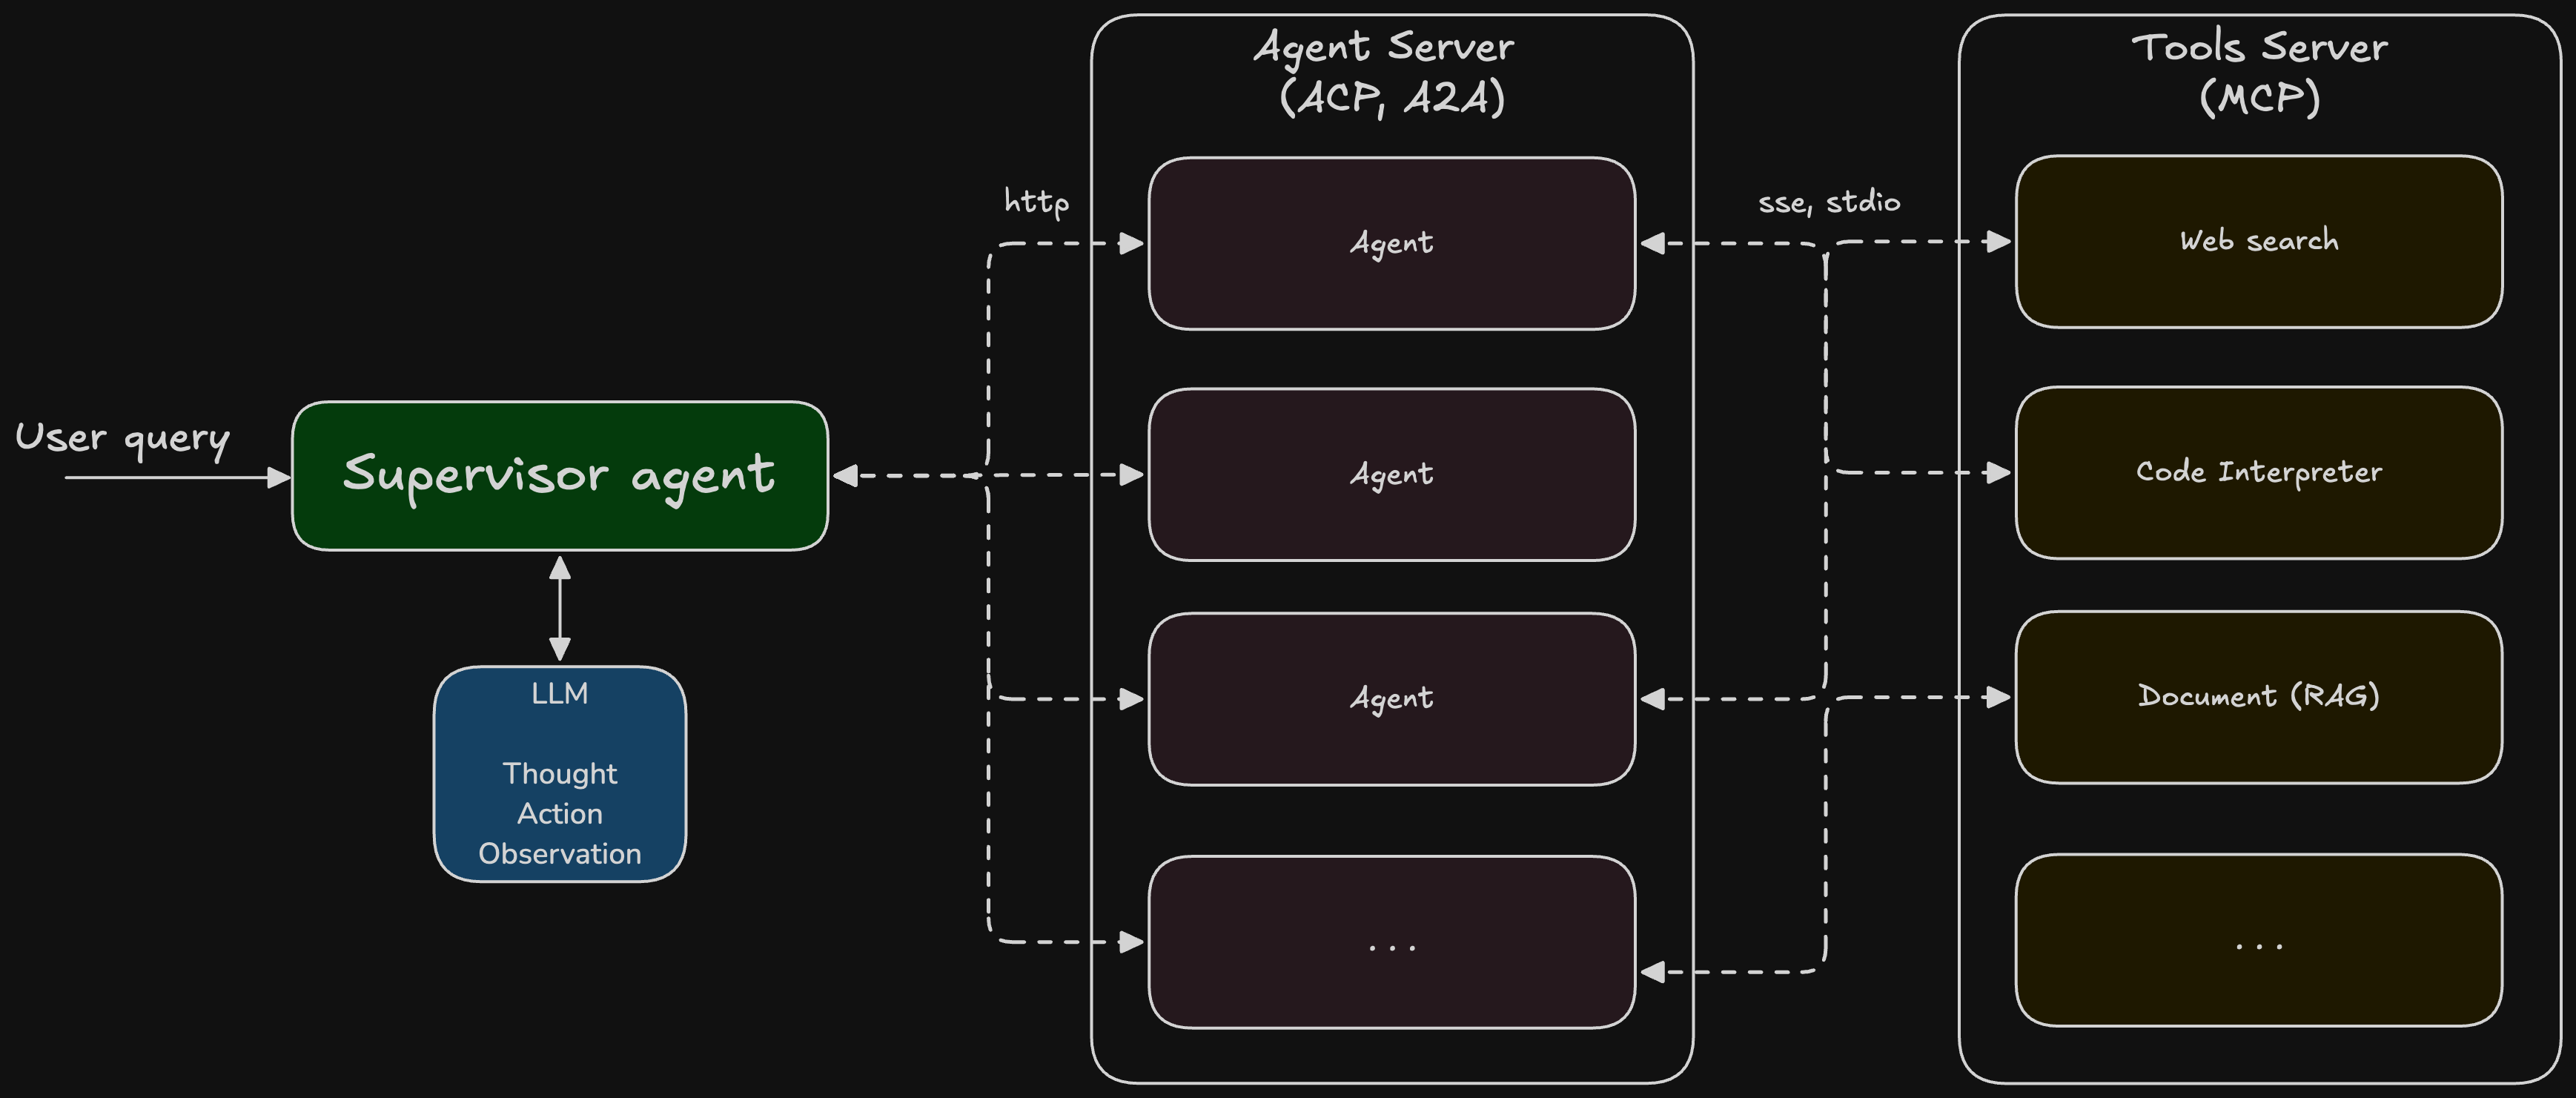 User query
Supervisor agent
LLM
Thought
Action
Observation
http
Agent Server
(ACP, A2A)
Agent
Agent
Agent
...
sse, stdio
Tools Server
(MCP)
Web search
Code Interpreter
Document (RAG)
...